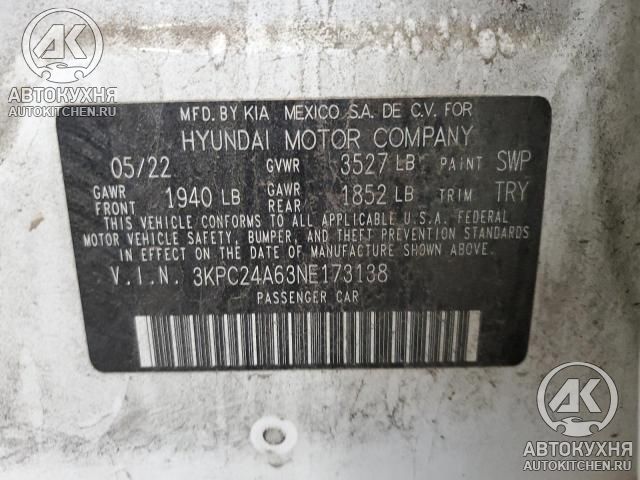 АК
АВТОКУХНЯ
AUTOKITCHEN.RU
MFD. BY KIA MEXICO S.A. DE C.V. FOR
HYUNDAI MOTOR COMPANY
05/22 GVWR 3527 LB PAINT SWP
GAWR FRONT 1940 LB GAWR REAR 1852 LB TRIM TRY
THIS VEHICLE CONFORMS TO ALL APPLICABLE U.S.A. FEDERAL
MOTOR VEHICLE SAFETY, BUMPER, AND THEFT PREVENTION STANDARDS
IN EFFECT ON THE DATE OF MANUFACTURE SHOWN ABOVE.
V.I.N. 3KPC24A63NE173138
PASSENGER CAR
АК
АВТОКУХНЯ
AUTOKITCHEN.RU